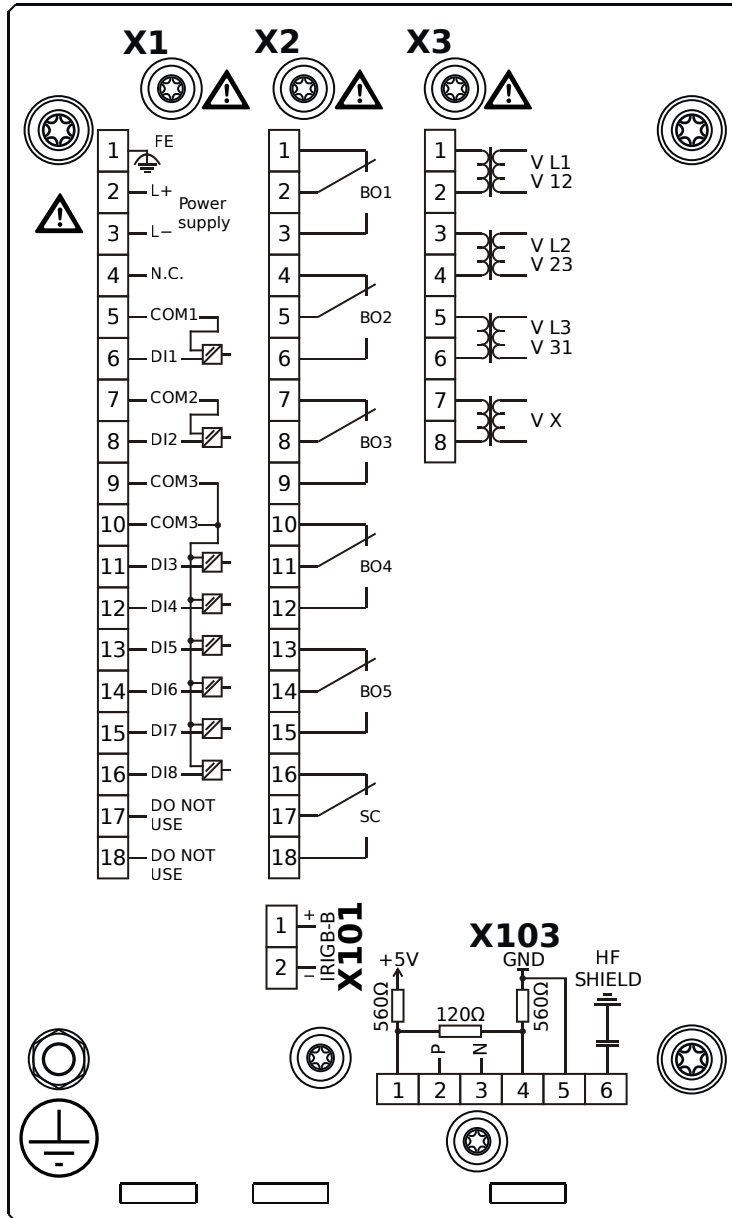 X1 X2 X3
1 FE
2 L+ Power supply
3 L−
4 N.C.
5 COM1
6 DI1
7 COM2
8 DI2
9 COM3
10 COM3
11 DI3
12 DI4
13 DI5
14 DI6
15 DI7
16 DI8
17 DO NOT USE
18 DO NOT USE
1
2 BO1
3
4
5 BO2
6
7
8 BO3
9
10
11 BO4
12
13
14 BO5
15
16
17 SC
18
1 V L1
2 V 12
3 V L2
4 V 23
5 V L3
6 V 31
7 V X
8
X101
IRIGB-B
1 +
2 −
X103
+5V GND HF SHIELD
560Ω 120Ω 560Ω
P N
1 2 3 4 5 6